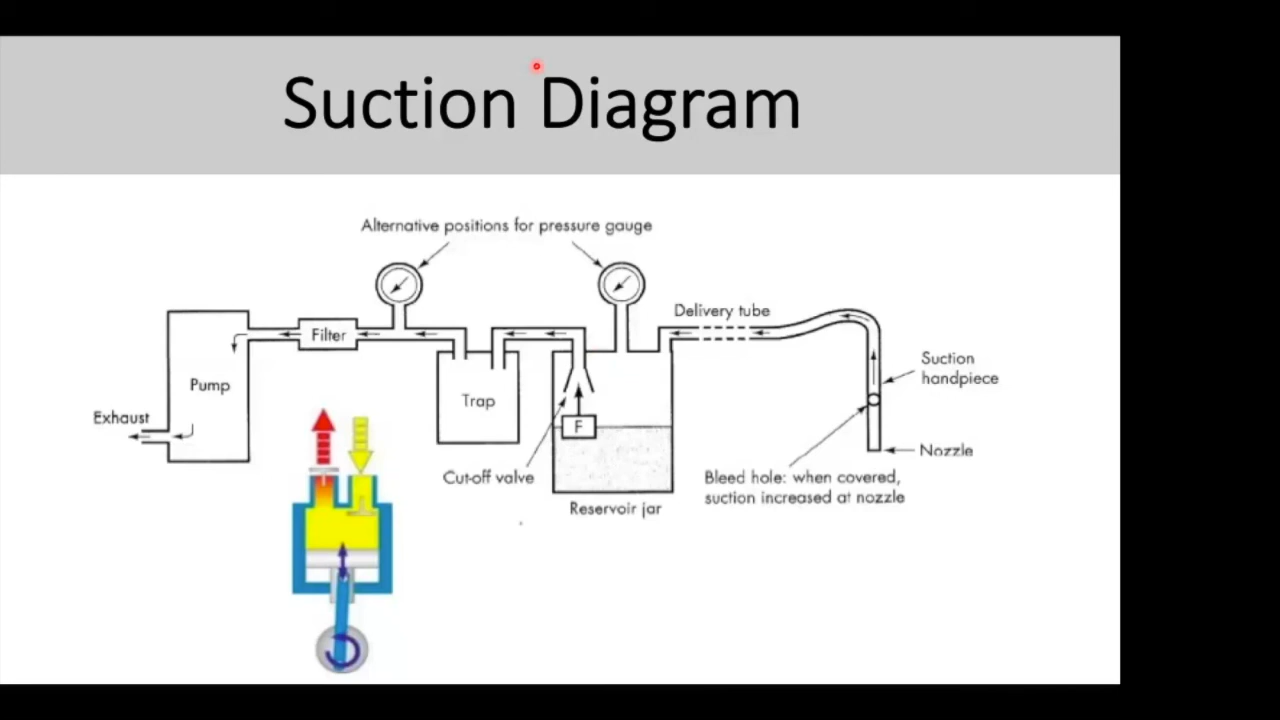 Suction Diagram
Alternative positions for pressure gauge
Delivery tube
Filter
Suction
handpiece
Pump
Trap
Exhaust
F
Cut-off valve
Nozzle
Bleed hole: when covered,
suction increased at nozzle
Reservoir jar